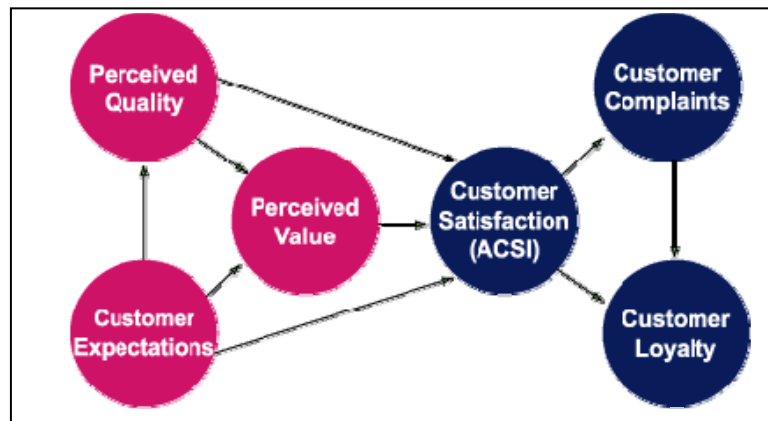 Perceived
Quality
Customer
Complaints
Perceived
Value
Customer
Satisfaction
(ACSI)
Customer
Expectations
Customer
Loyalty